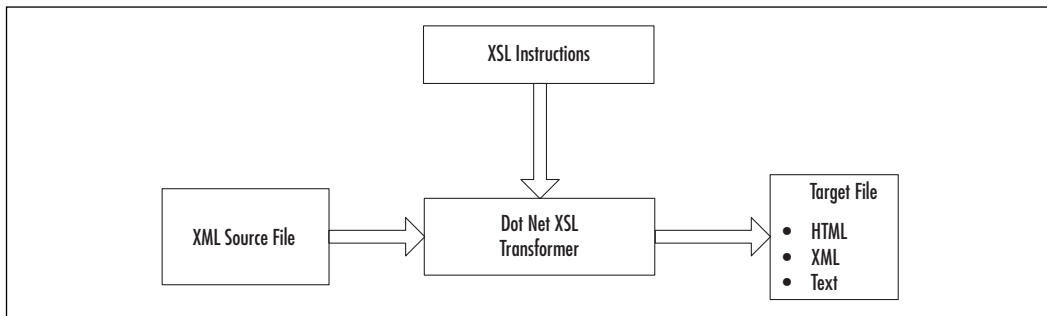 XSL Instructions
XML Source File
Dot Net XSL
Transformer
Target File
• HTML
• XML
• Text